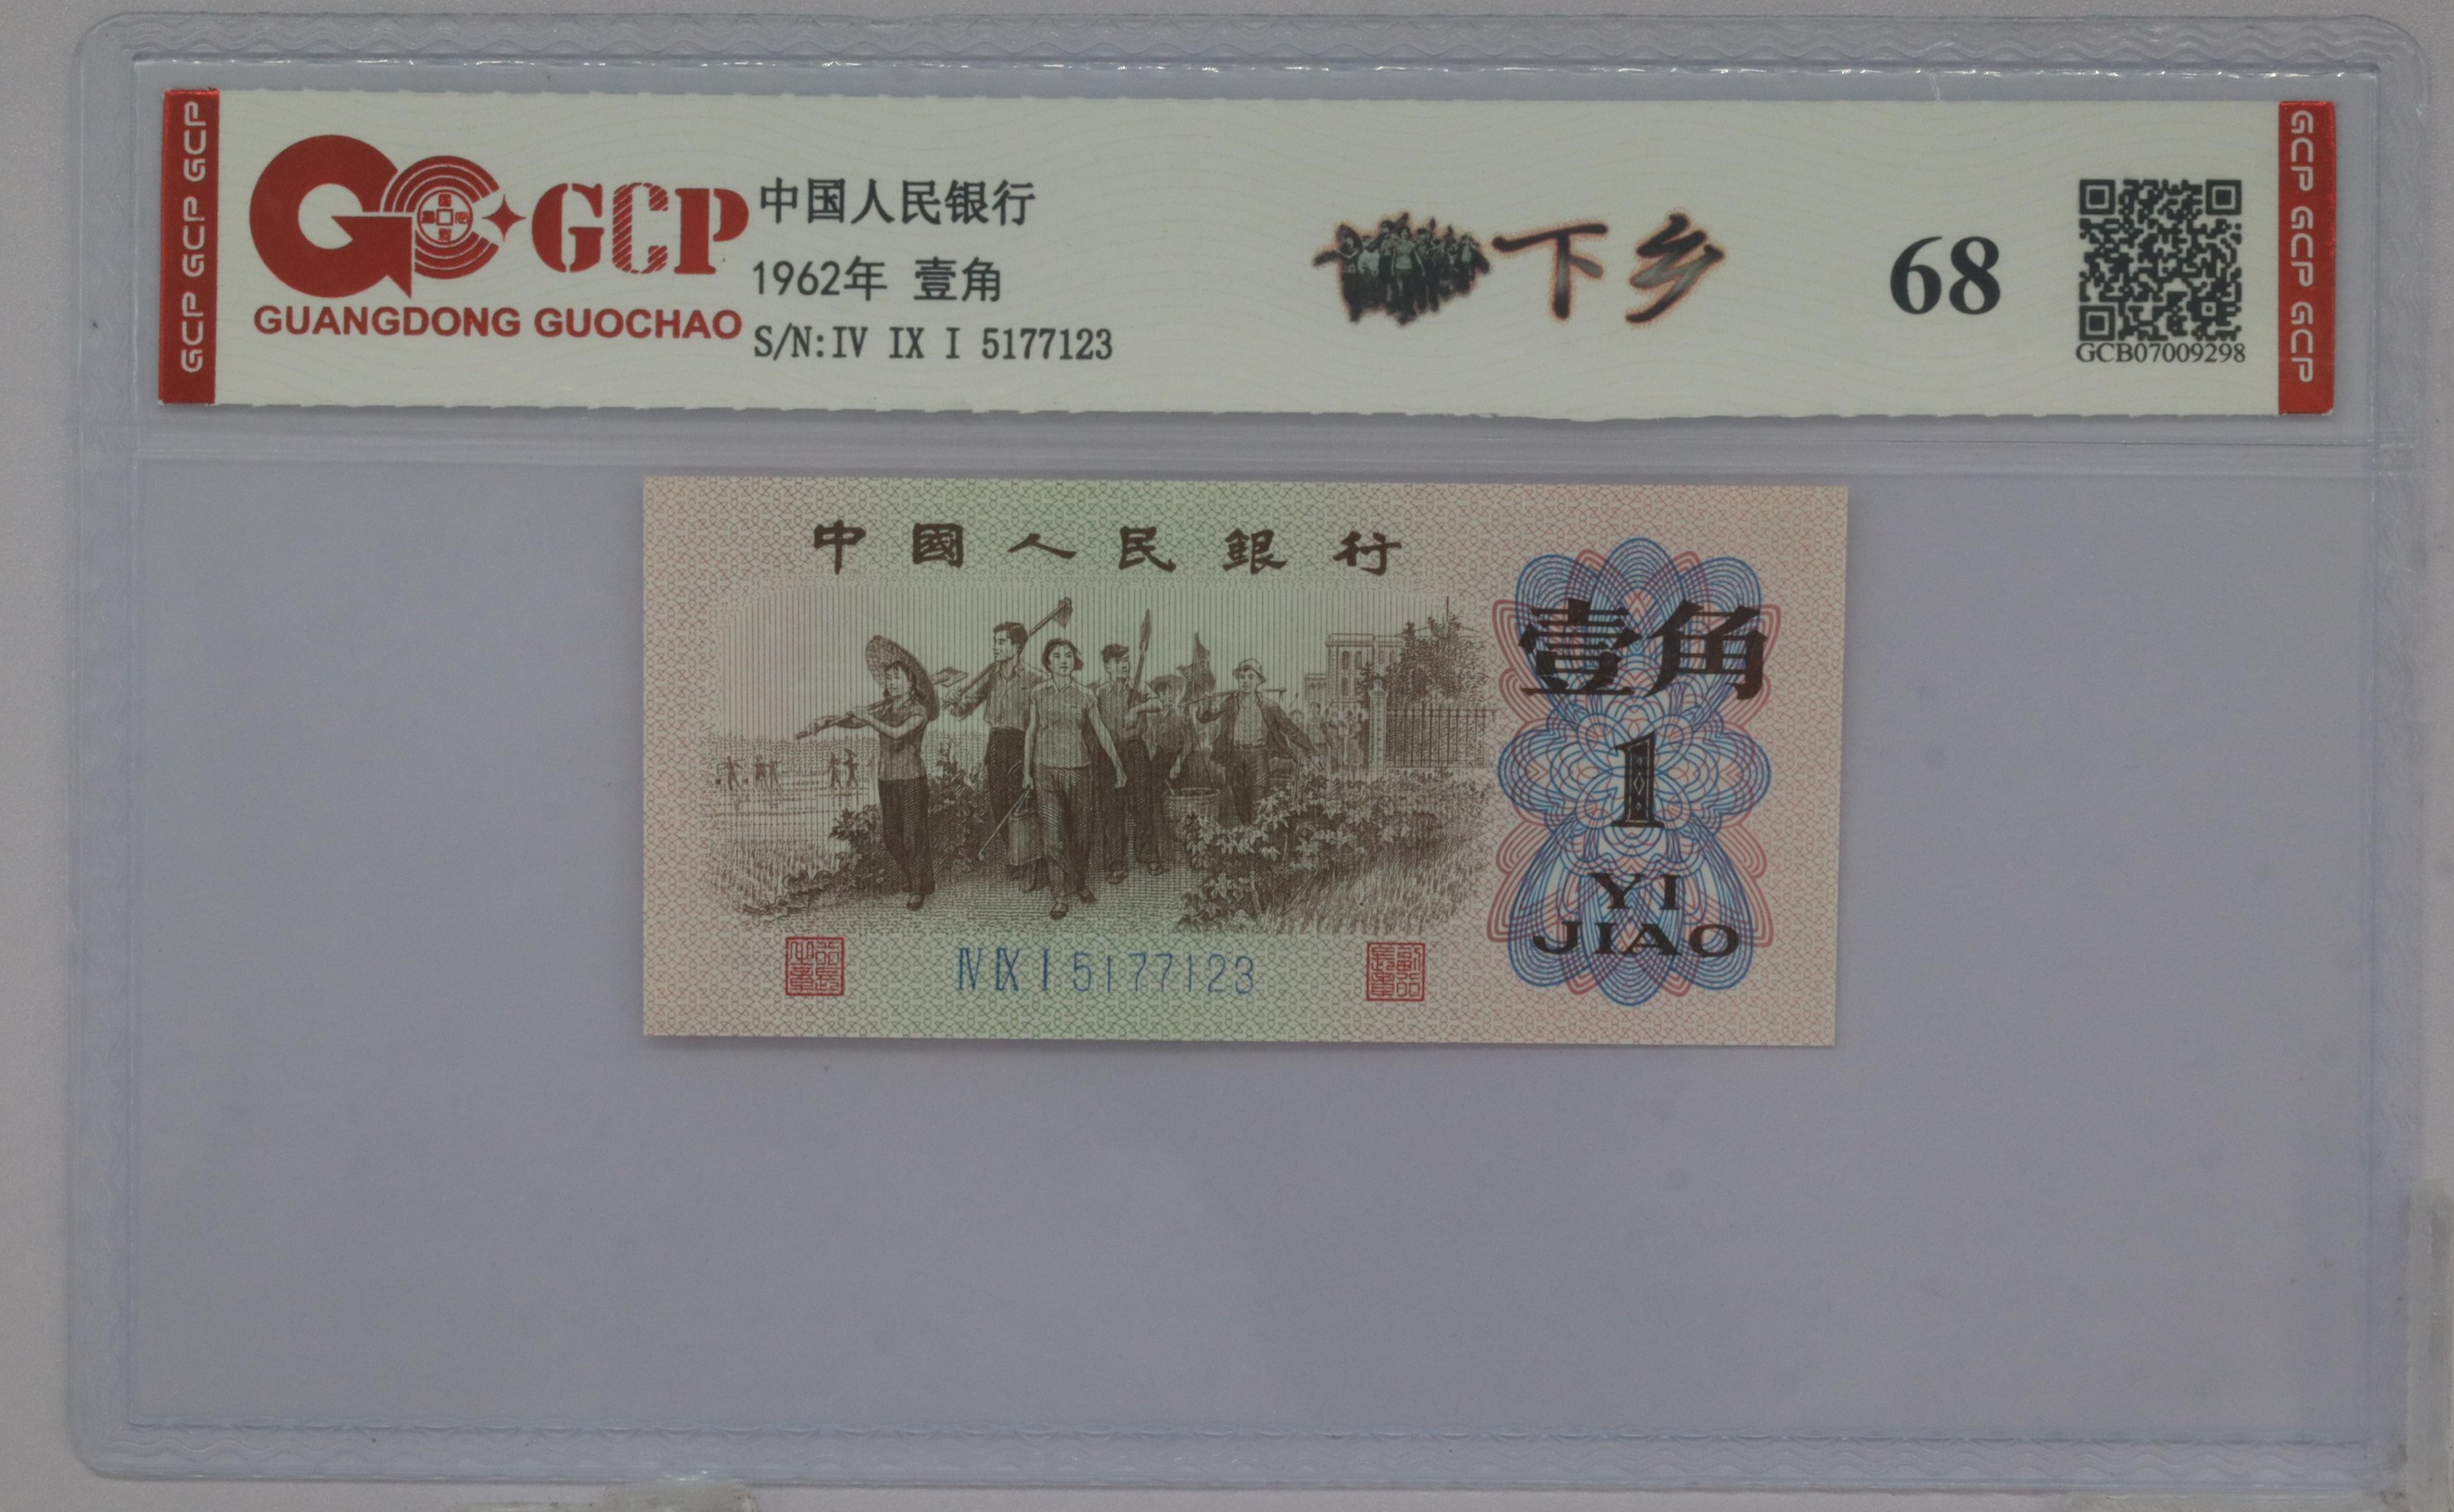 GCP GCP GCP
GCP
GUANGDONG GUOCHAO
中国人民银行
1962年 壹角
S/N:IV IX I 5177123
下乡
68
GCB07009298
GCP GCP GCP
中國人民銀行
壹角
1
YI
JIAO
IV IX I 5177123